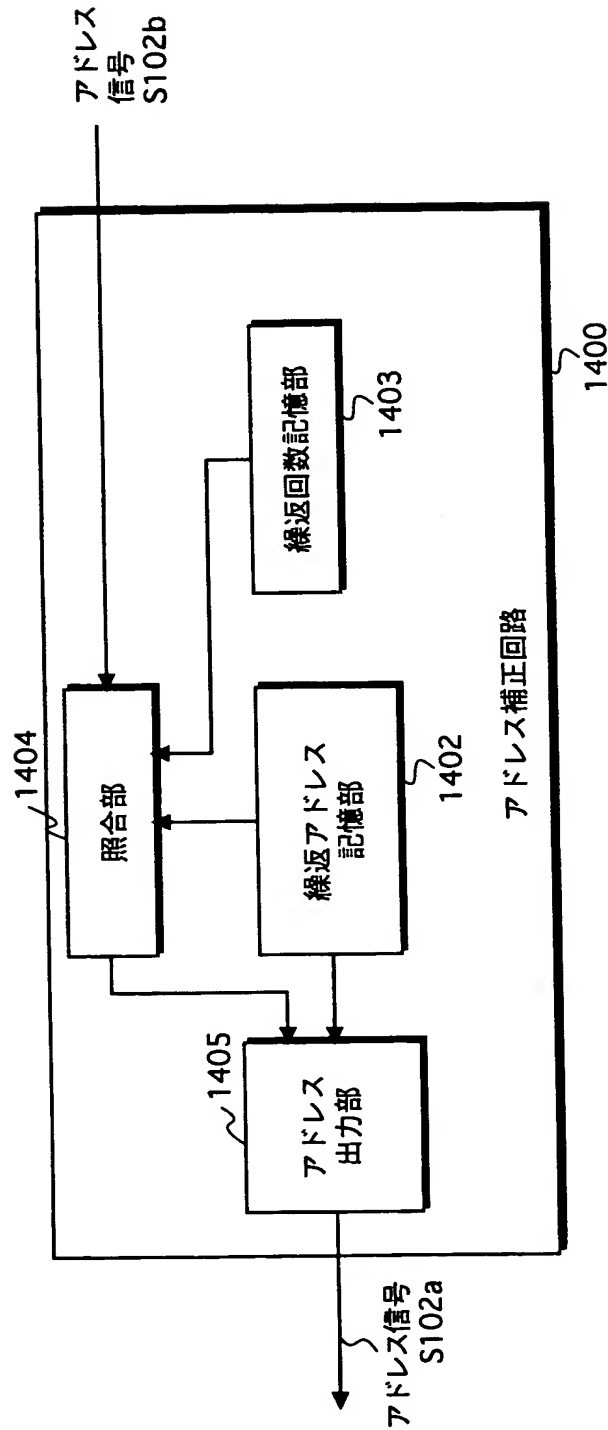 アドレス
信号
S102b
1404
照合部
繰返回数記憶部
1403
繰返アドレス
記憶部
1402
1405
アドレス
出力部
アドレス補正回路
1400
アドレス信号
S102a